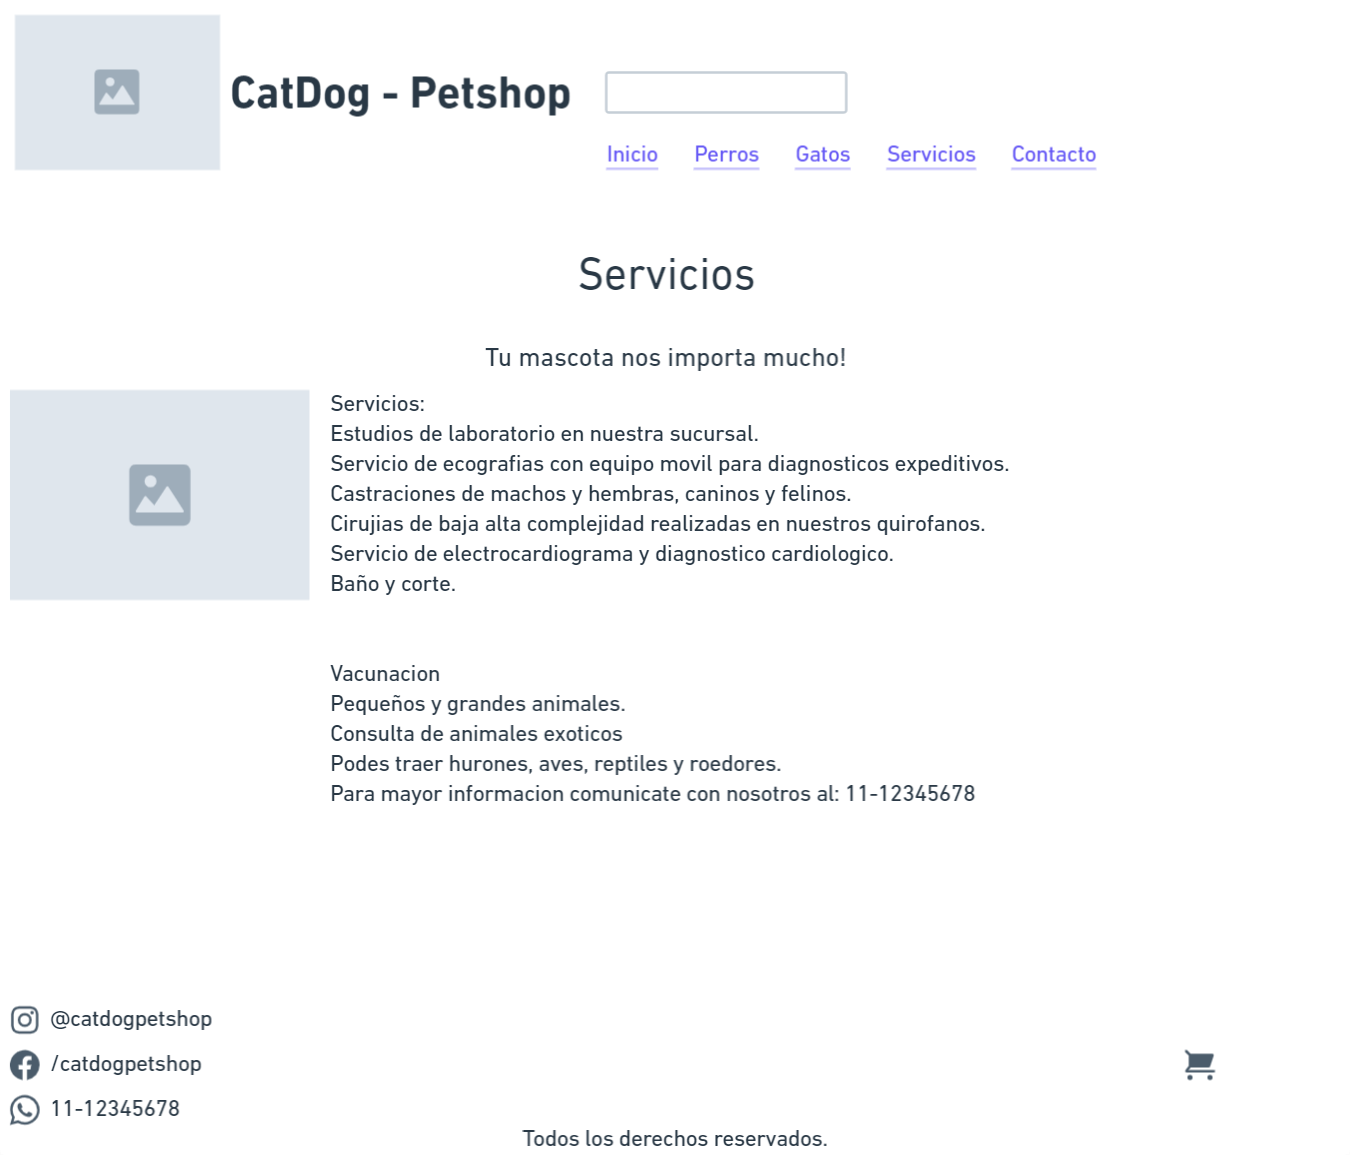 CatDog - Petshop
Inicio Perros Gatos Servicios Contacto
Servicios
Tu mascota nos importa mucho!
Servicios:
Estudios de laboratorio en nuestra sucursal.
Servicio de ecografias con equipo movil para diagnosticos expeditivos.
Castraciones de machos y hembras, caninos y felinos.
Cirujias de baja alta complejidad realizadas en nuestros quirofanos.
Servicio de electrocardiograma y diagnostico cardiologico.
Baño y corte.
Vacunacion
Pequeños y grandes animales.
Consulta de animales exoticos
Podes traer hurones, aves, reptiles y roedores.
Para mayor informacion comunicate con nosotros al: 11-12345678
@catdogpetshop
/catdogpetshop
11-12345678
Todos los derechos reservados.